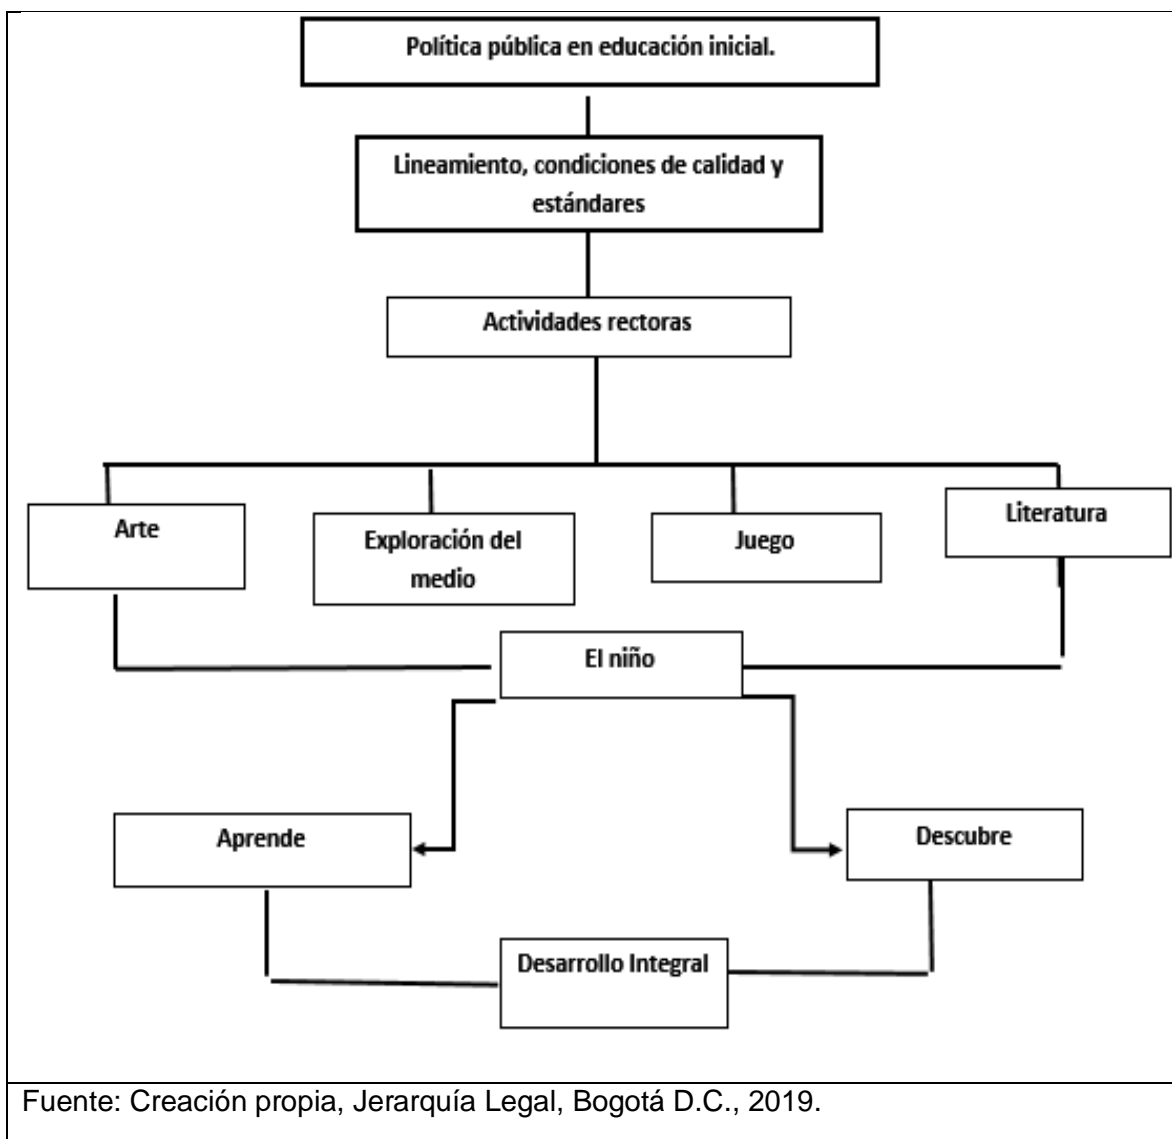 Política pública en educación inicial.
Lineamiento, condiciones de calidad y
estándares
Actividades rectoras
Arte
Exploración del
medio
Juego
Literatura
El niño
Aprende
Descubre
Desarrollo Integral
Fuente: Creación propia, Jerarquía Legal, Bogotá D.C., 2019.